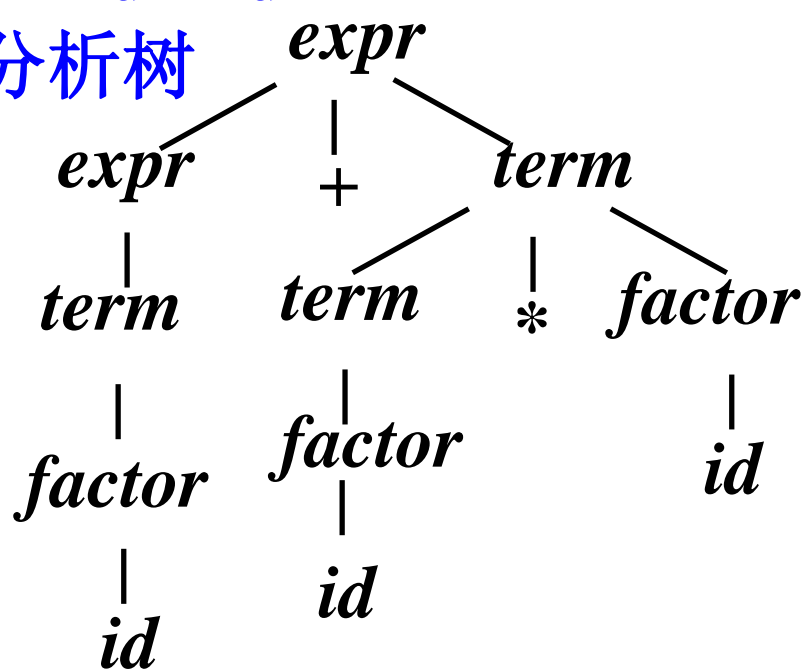 分析树
expr
expr + term
term term * factor
factor factor id
id id